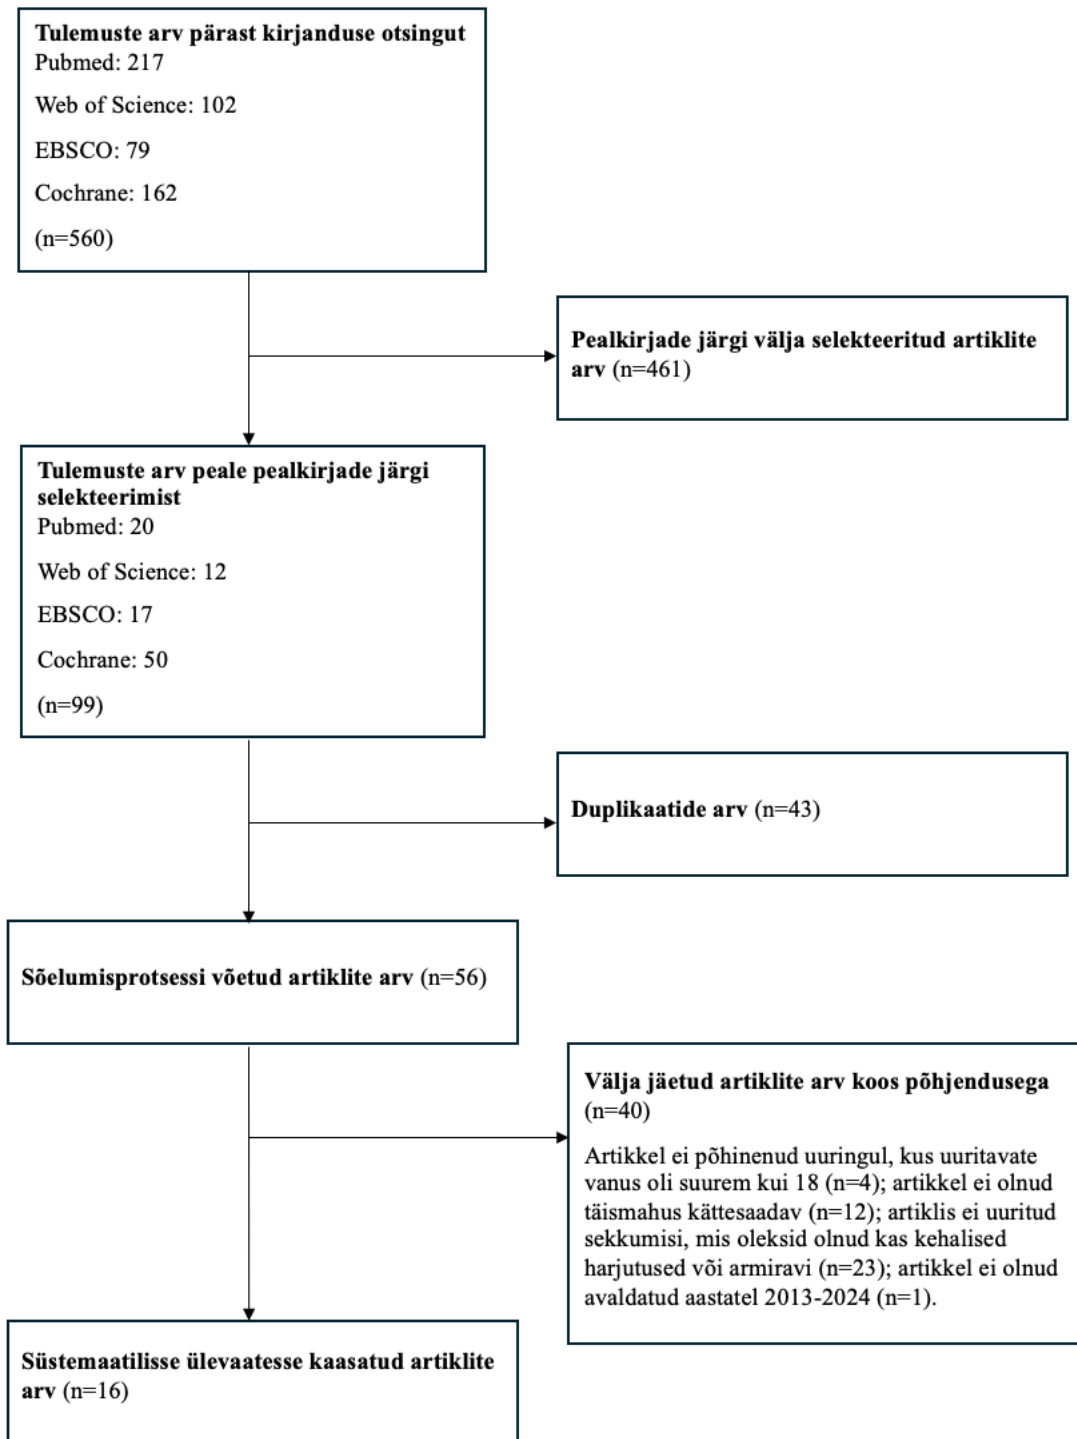 Tulemuste arv pärast kirjanduse otsingut
Pubmed: 217
Web of Science: 102
EBSCO: 79
Cochrane: 162
(n=560)
Pealkirjade järgi välja selekteeritud artiklite
arv (n=461)
Tulemuste arv peale pealkirjade järgi
selekteerimist
Pubmed: 20
Web of Science: 12
EBSCO: 17
Cochrane: 50
(n=99)
Duplikaatide arv (n=43)
Sõelumisprotsessi võetud artiklite arv (n=56)
Välja jäetud artiklite arv koos põhjendusega
(n=40)
Artikkel ei põhinenud uuringul, kus uuritavate
vanus oli suurem kui 18 (n=4); artikkel ei olnud
täismahus kättesaadav (n=12); artiklis ei uuritud
sekkumisi, mis oleksid olnud kas kehalised
harjutused või armiravi (n=23); artikkel ei olnud
avaldatud aastatel 2013-2024 (n=1).
Süstemaatilisse ülevaatesse kaasatud artiklite
arv (n=16)